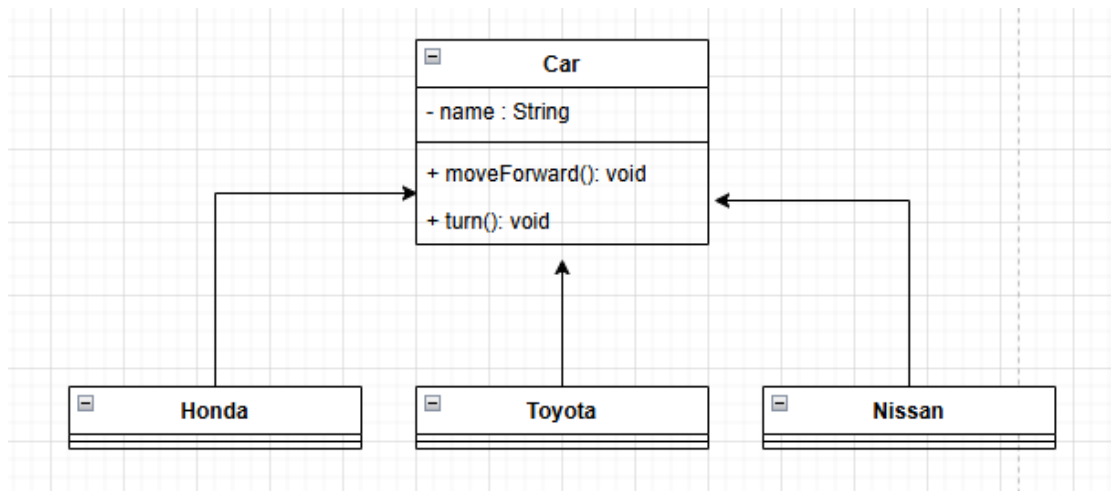 Car
- name : String
+ moveForward(): void
+ turn(): void
Honda
Toyota
Nissan